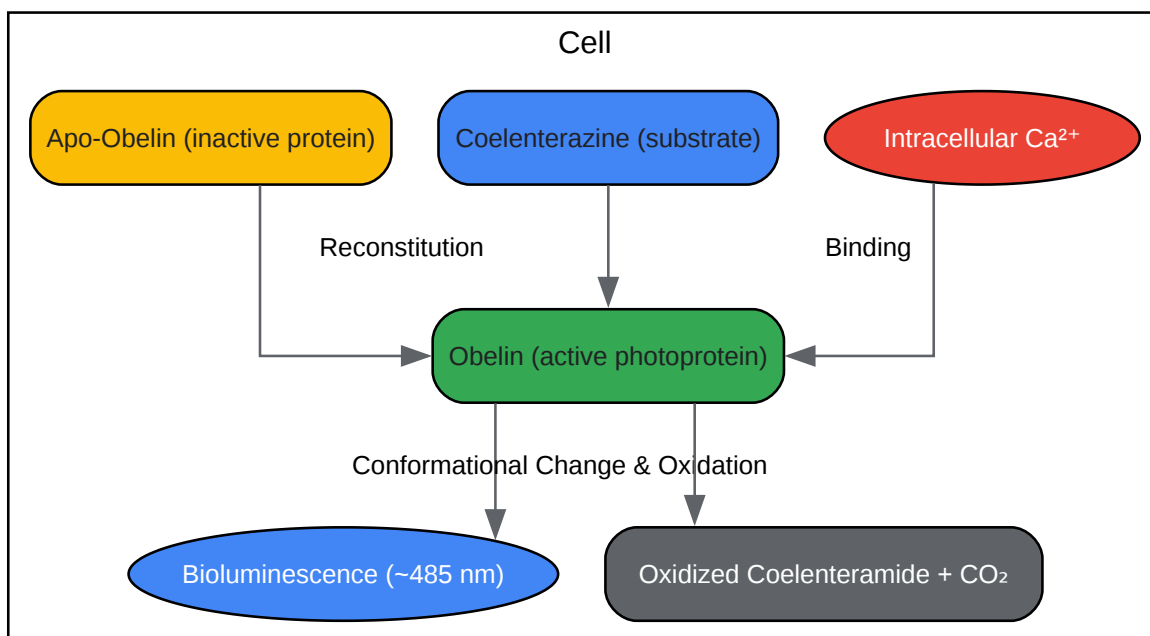 Cell
Apo-Obelin (inactive protein)
Coelenterazine (substrate)
Intracellular Ca²⁺
Reconstitution
Binding
Obelin (active photoprotein)
Conformational Change & Oxidation
Bioluminescence (~485 nm)
Oxidized Coelenteramide + CO₂